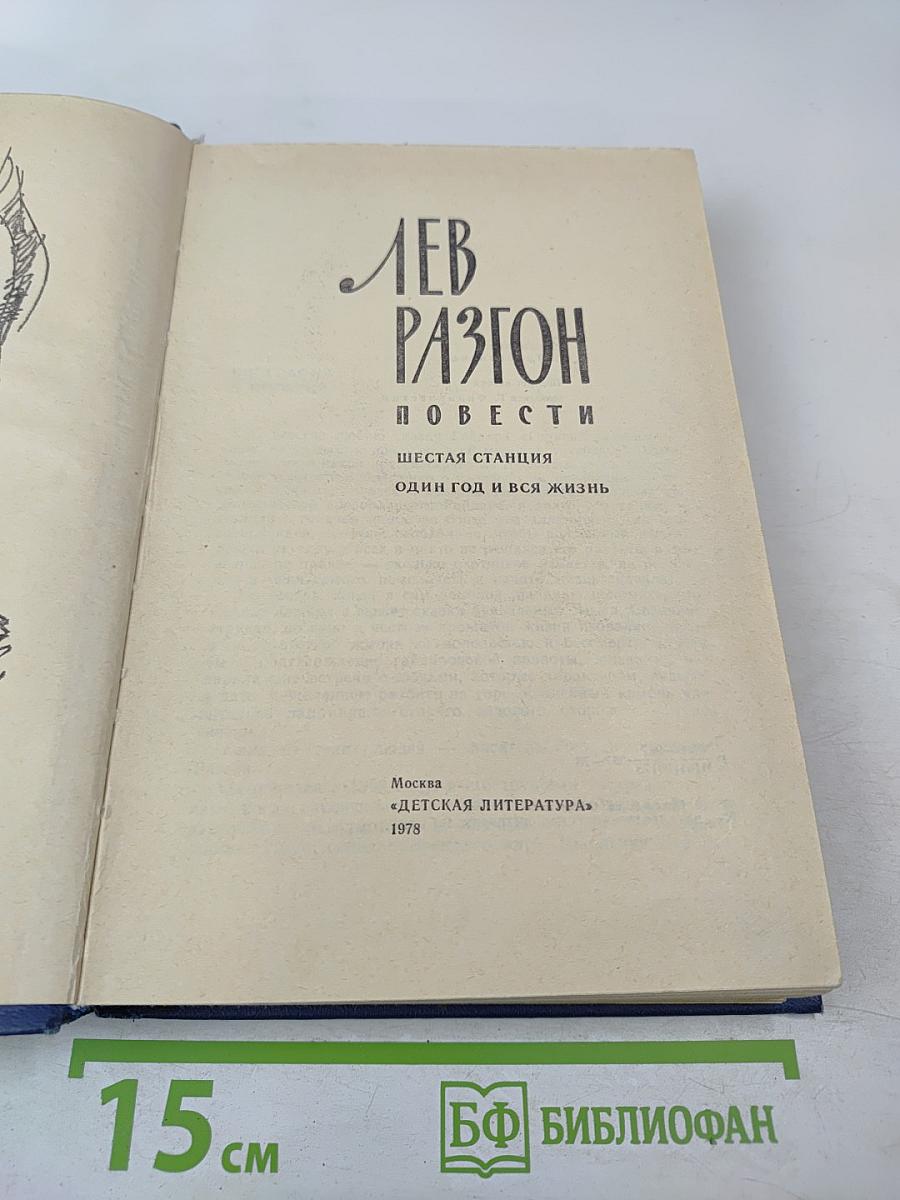 ЛЕВ
РАЗГОН
ПОВЕСТИ
ШЕСТАЯ СТАНЦИЯ
ОДИН ГОД И ВСЯ ЖИЗНЬ
Москва
«ДЕТСКАЯ ЛИТЕРАТУРА»
1978
15 см
БФ БИБЛИОФАН